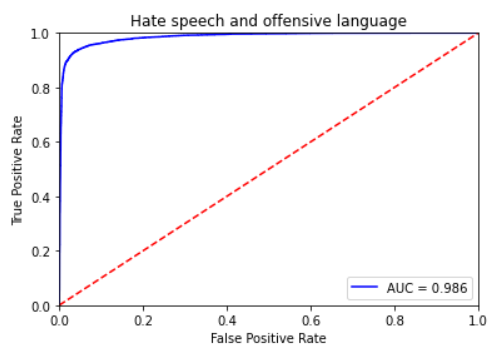 Hate speech and offensive language
1.0
0.8
0.6
0.4
0.2
0.0
True Positive Rate
AUC = 0.986
0.0 0.2 0.4 0.6 0.8 1.0
False Positive Rate